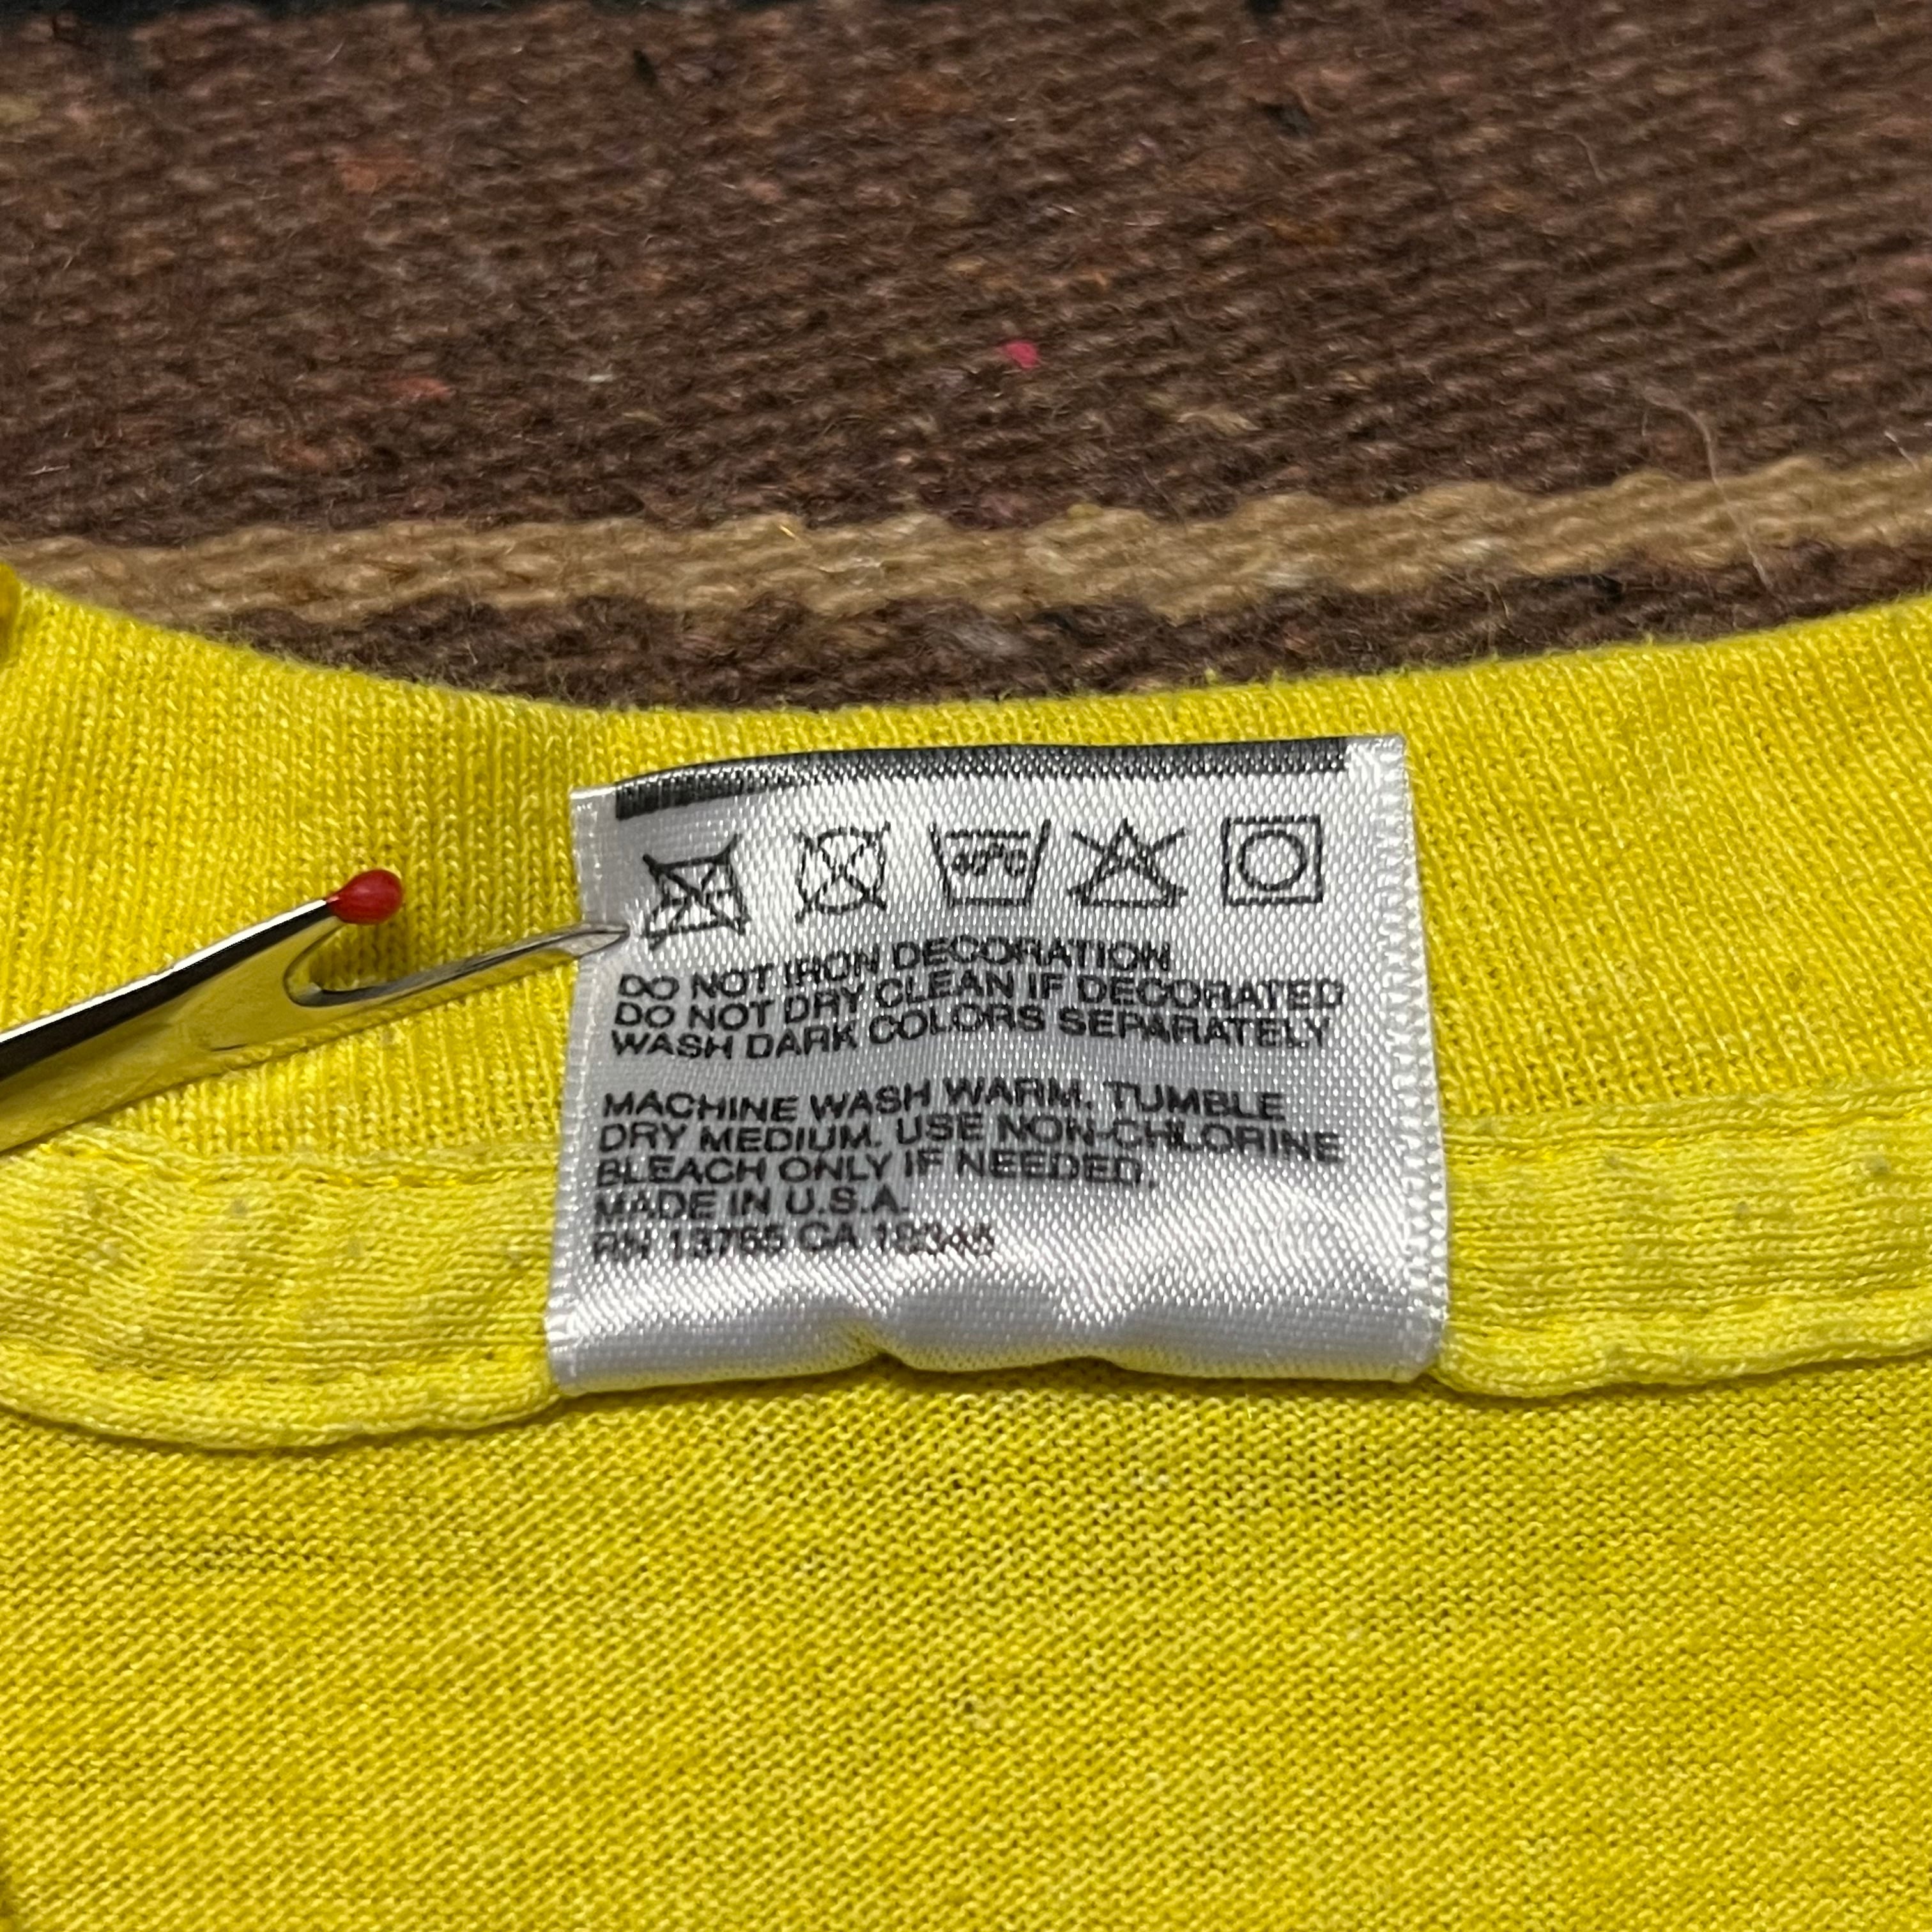 40°C
DO NOT IRON DECORATION
DO NOT DRY CLEAN IF DECORATED
WASH DARK COLORS SEPARATELY
MACHINE WASH WARM. TUMBLE
DRY MEDIUM. USE NON-CHLORINE
BLEACH ONLY IF NEEDED.
MADE IN U.S.A.
RN 13765 CA